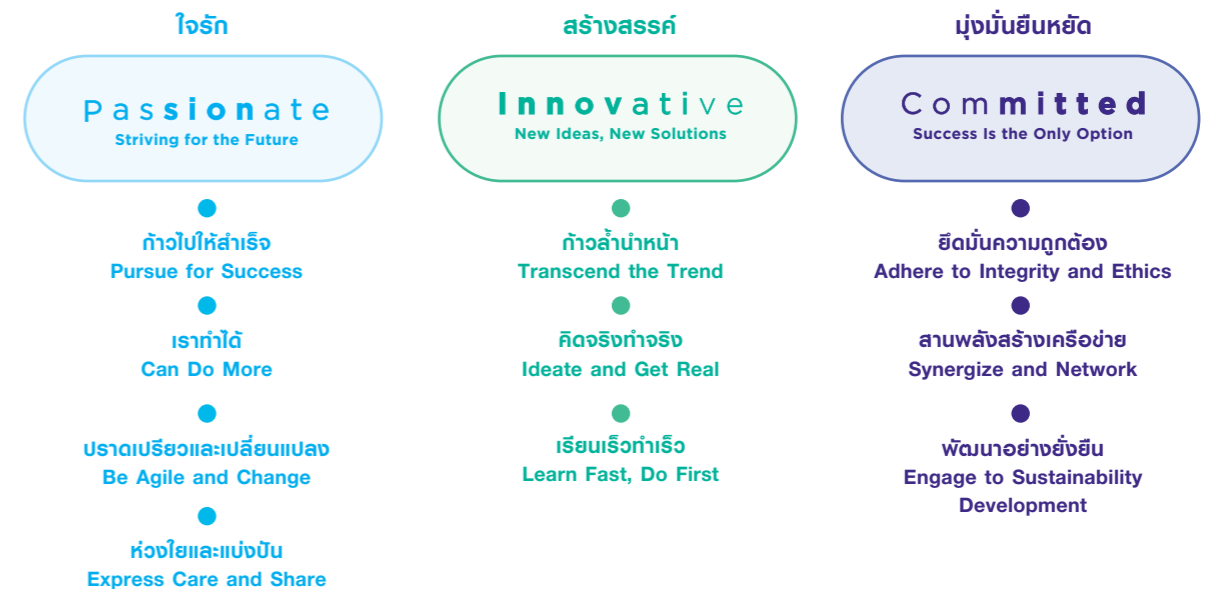 ใจรัก
Passionate
Striving for the Future
ก้าวไปให้สำเร็จ
Pursue for Success
เราทำได้
Can Do More
ปราดเปรียวและเปลี่ยนแปลง
Be Agile and Change
ห่วงใยและแบ่งปัน
Express Care and Share
สร้างสรรค์
Innovative
New Ideas, New Solutions
ก้าวล้ำนำหน้า
Transcend the Trend
คิดจริงทำจริง
Ideate and Get Real
เรียนเร็วทำเร็ว
Learn Fast, Do First
มุ่งมั่นยืนหยัด
Committed
Success Is the Only Option
ยึดมั่นความถูกต้อง
Adhere to Integrity and Ethics
สานพลังสร้างเครือข่าย
Synergize and Network
พัฒนาอย่างยั่งยืน
Engage to Sustainability
Development